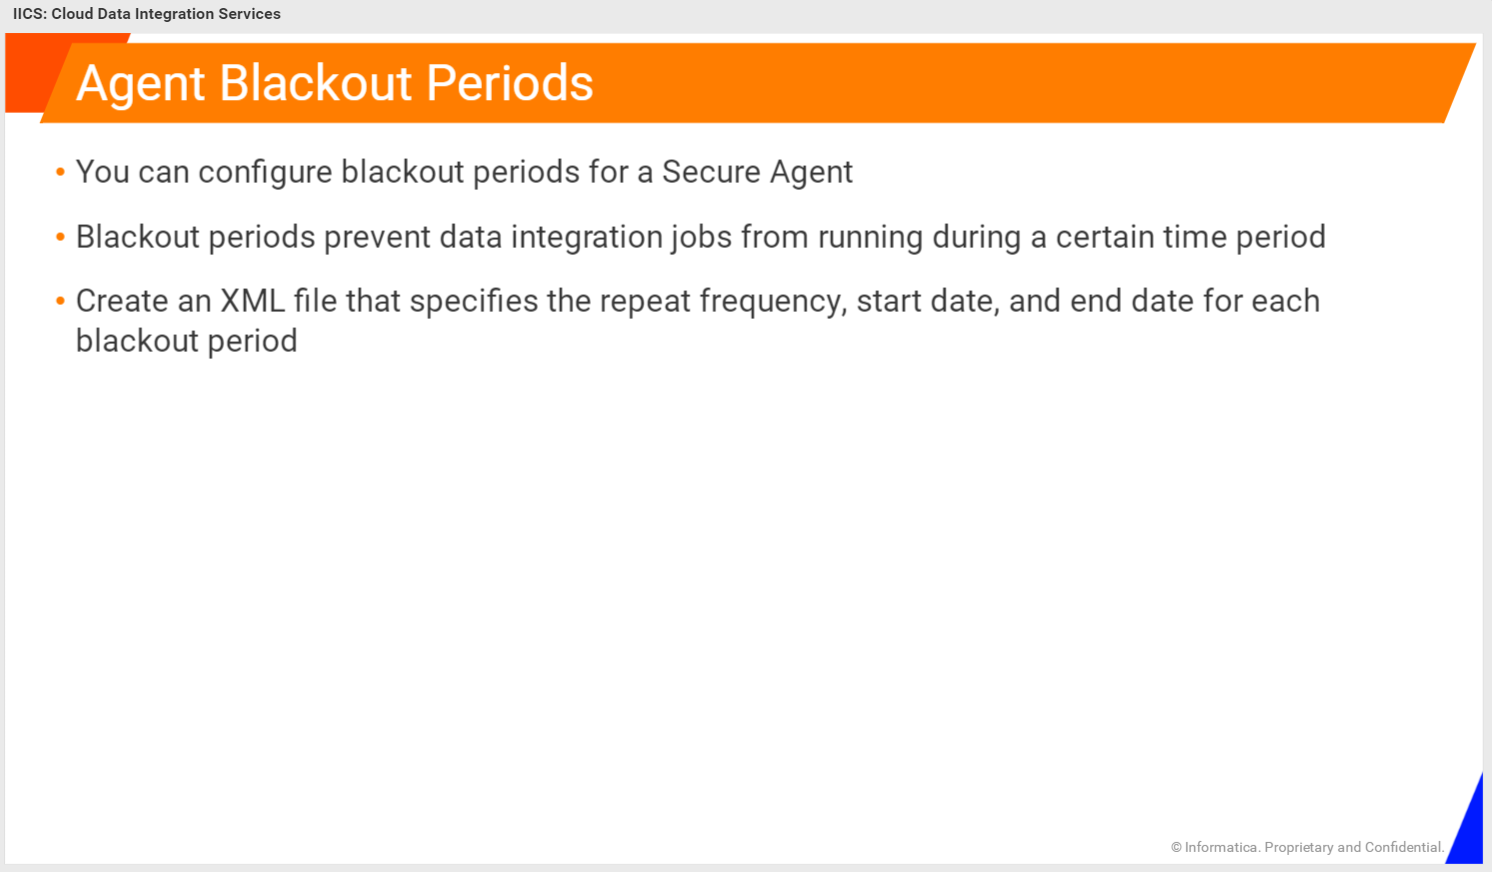 IICS: Cloud Data Integration Services
Agent Blackout Periods
• You can configure blackout periods for a Secure Agent
• Blackout periods prevent data integration jobs from running during a certain time period
• Create an XML file that specifies the repeat frequency, start date, and end date for each
blackout period
© Informatica. Proprietary and Confidential.